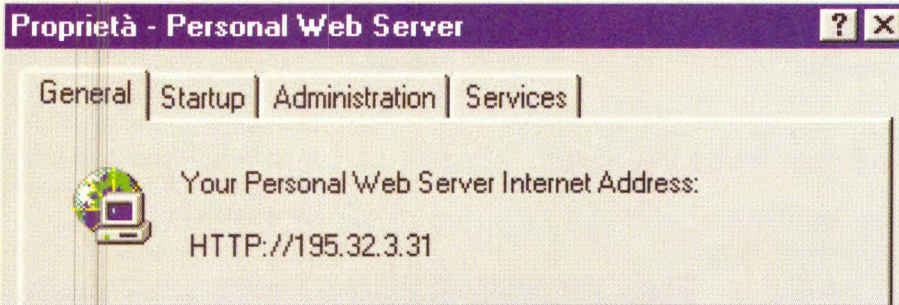 Proprietà - Personal Web Server
General Startup Administration Services
Your Personal Web Server Internet Address:
HTTP://195.32.3.31